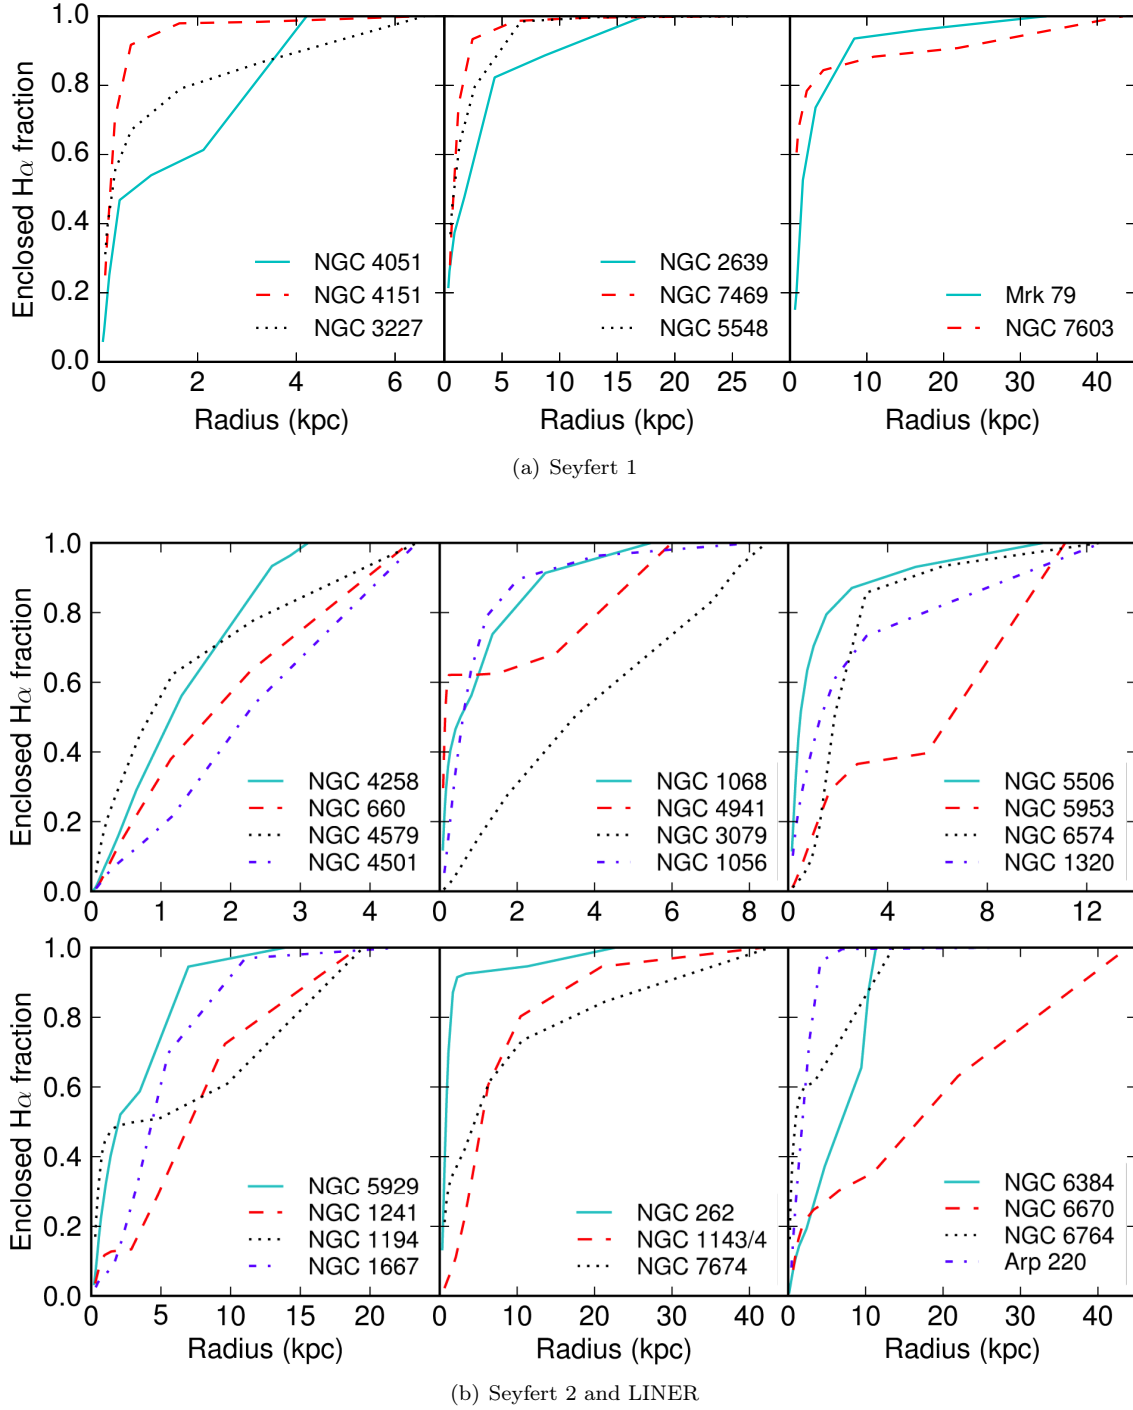 1.0
0.8
0.6
0.4
0.2
0.0
Enclosed Hα fraction
NGC 4051
NGC 4151
NGC 3227
0 2 4 6
Radius (kpc)
NGC 2639
NGC 7469
NGC 5548
0 5 10 15 20 25
Radius (kpc)
Mrk 79
NGC 7603
0 10 20 30 40
Radius (kpc)
(a) Seyfert 1
1.0
0.8
0.6
0.4
0.2
0.0
Enclosed Hα fraction
NGC 4258
NGC 660
NGC 4579
NGC 4501
0 1 2 3 4
NGC 1068
NGC 4941
NGC 3079
NGC 1056
0 2 4 6 8
NGC 5506
NGC 5953
NGC 6574
NGC 1320
0 4 8 12
1.0
0.8
0.6
0.4
0.2
0.0
Enclosed Hα fraction
NGC 5929
NGC 1241
NGC 1194
NGC 1667
0 5 10 15 20
Radius (kpc)
NGC 262
NGC 1143/4
NGC 7674
0 10 20 30 40
Radius (kpc)
NGC 6384
NGC 6670
NGC 6764
Arp 220
0 10 20 30 40
Radius (kpc)
(b) Seyfert 2 and LINER